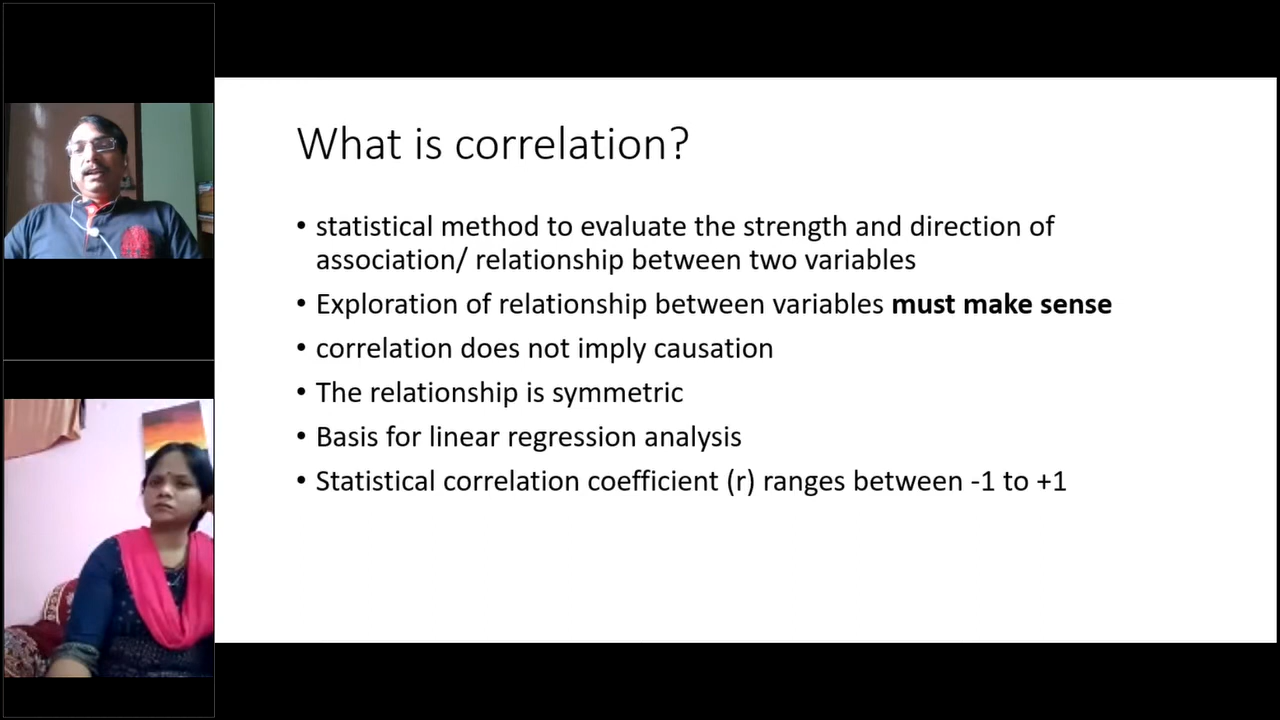 What is correlation?
• statistical method to evaluate the strength and direction of
association/ relationship between two variables
• Exploration of relationship between variables must make sense
• correlation does not imply causation
• The relationship is symmetric
• Basis for linear regression analysis
• Statistical correlation coefficient (r) ranges between -1 to +1